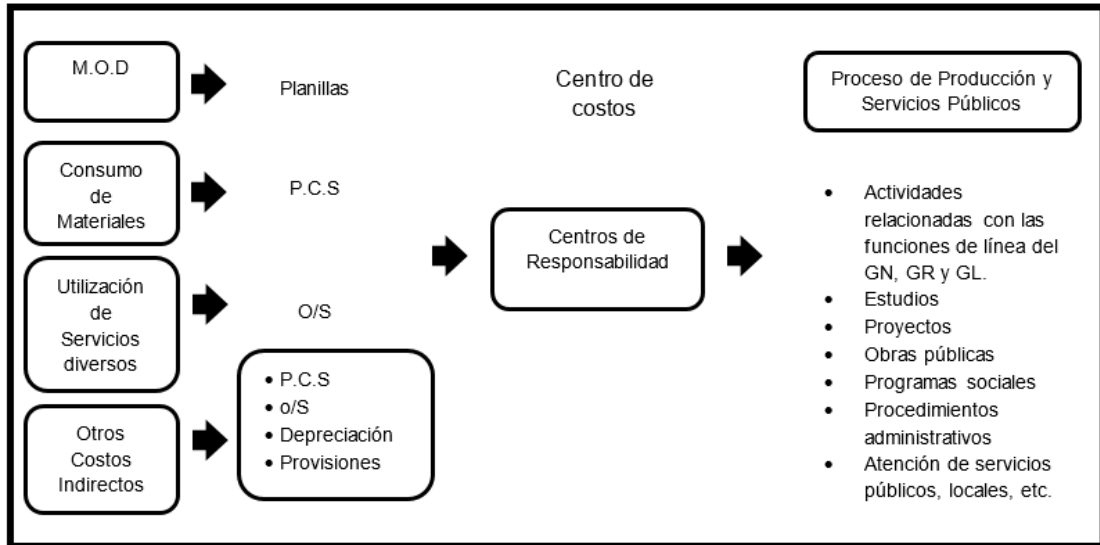 M.O.D
Planillas
Centro de
costos
Proceso de Producción y
Servicios Públicos
Consumo
de
Materiales
P.C.S
Centros de
Responsabilidad
Utilización
de
Servicios
diversos
O/S
• P.C.S
• o/S
• Depreciación
• Provisiones
Otros
Costos
Indirectos
• Actividades
relacionadas con las
funciones de línea del
GN, GR y GL.
• Estudios
• Proyectos
• Obras públicas
• Programas sociales
• Procedimientos
administrativos
• Atención de servicios
públicos, locales, etc.